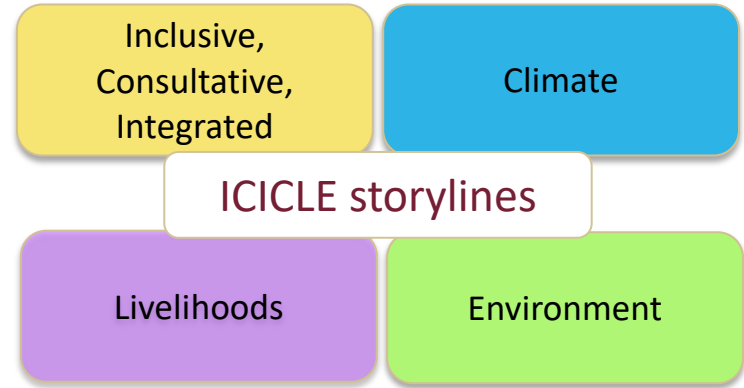 Inclusive,
Consultative,
Integrated
Climate
ICICLE storylines
Livelihoods
Environment